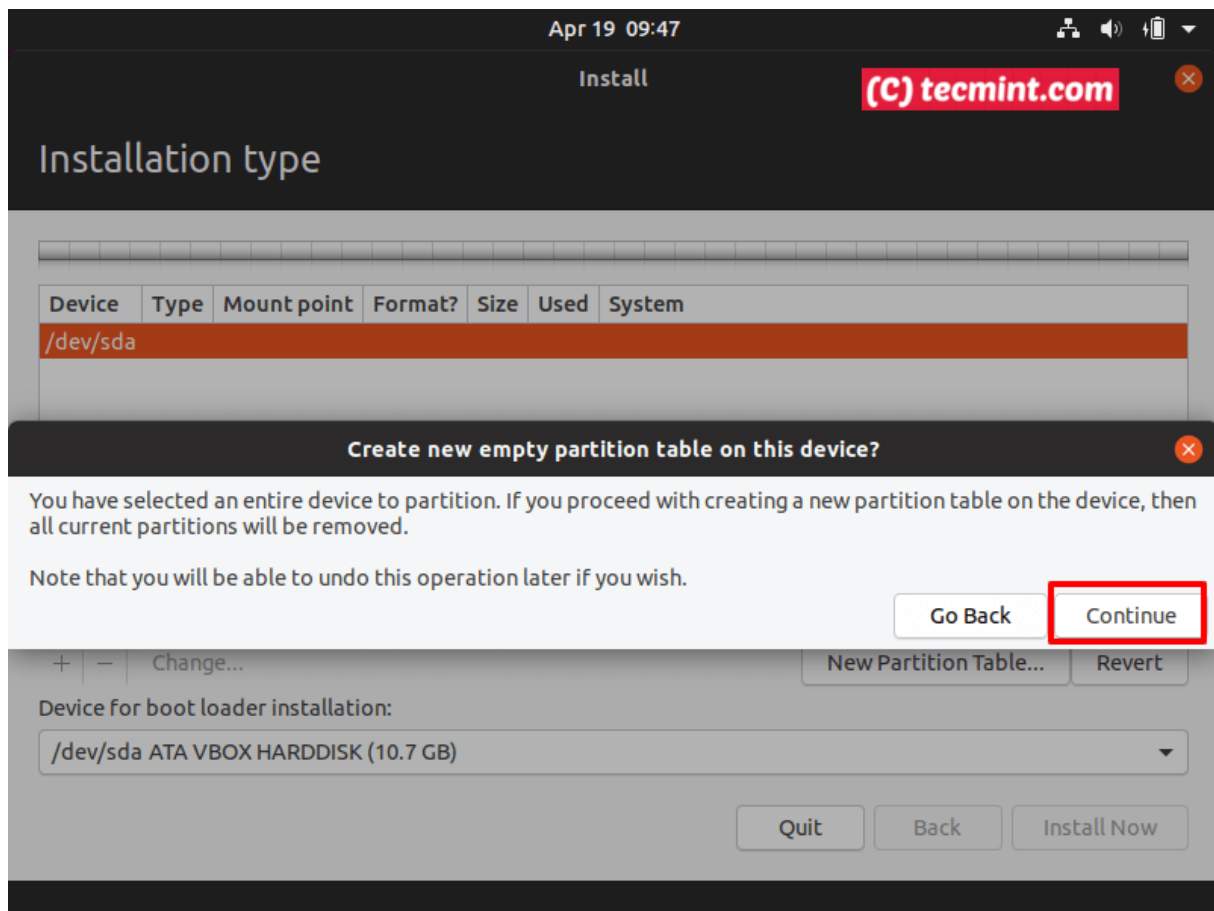 Apr 19 09:47
Install
(C) tecmint.com
Installation type
Device Type Mount point Format? Size Used System
/dev/sda
Create new empty partition table on this device?
You have selected an entire device to partition. If you proceed with creating a new partition table on the device, then
all current partitions will be removed.
Note that you will be able to undo this operation later if you wish.
Go Back Continue
+ − Change... New Partition Table... Revert
Device for boot loader installation:
/dev/sda ATA VBOX HARDDISK (10.7 GB)
Quit Back Install Now